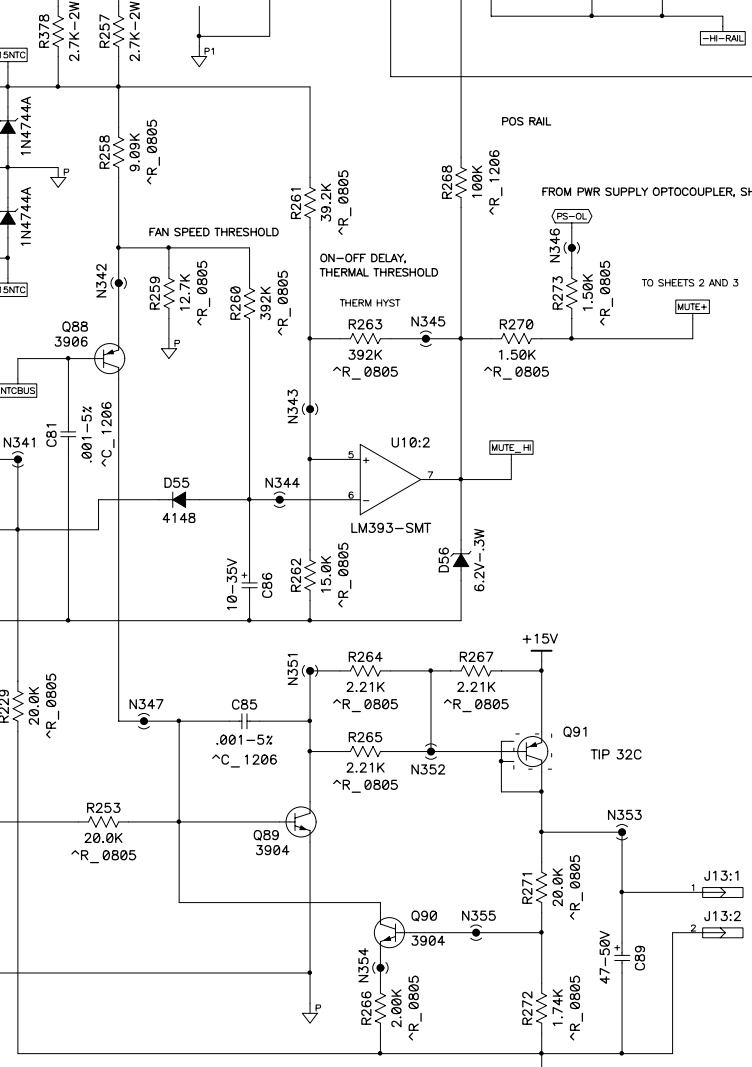 R378
2.7K-2W
R257
2.7K-2W
P1
-HI-RAIL
15NTC
1N4744A
P
1N4744A
15NTC
R258
9.09K
^R_0805
R261
39.2K
^R_0805
POS RAIL
R268
100K
^R_1206
FROM PWR SUPPLY OPTOCOUPLER, SH
PS-OL
N346
R273
1.50K
^R_0805
TO SHEETS 2 AND 3
MUTE+
FAN SPEED THRESHOLD
N342
R259
12.7K
^R_0805
P
R260
392K
^R_0805
ON-OFF DELAY,
THERMAL THRESHOLD
THERM HYST
R263
392K
^R_0805
N345
R270
1.50K
^R_0805
Q88
3906
NTCBUS
N341
C81
.001-5%
^C_1206
N343
U10:2
5
+
6
-
7
LM393-SMT
MUTE_HI
D55
4148
N344
10-35V
+
C86
R262
15.0K
^R_0805
D56
6.2V-.3W
+15V
R229
20.0K
^R_0805
N347
C85
.001-5%
^C_1206
N351
R264
2.21K
^R_0805
R267
2.21K
^R_0805
R265
2.21K
^R_0805
N352
Q91
TIP 32C
R253
20.0K
^R_0805
Q89
3904
N353
R271
20.0K
^R_0805
J13:1
1
J13:2
2
Q90
3904
N355
N354
47-50V
+
C89
R266
2.00K
^R_0805
P
R272
1.74K
^R_0805